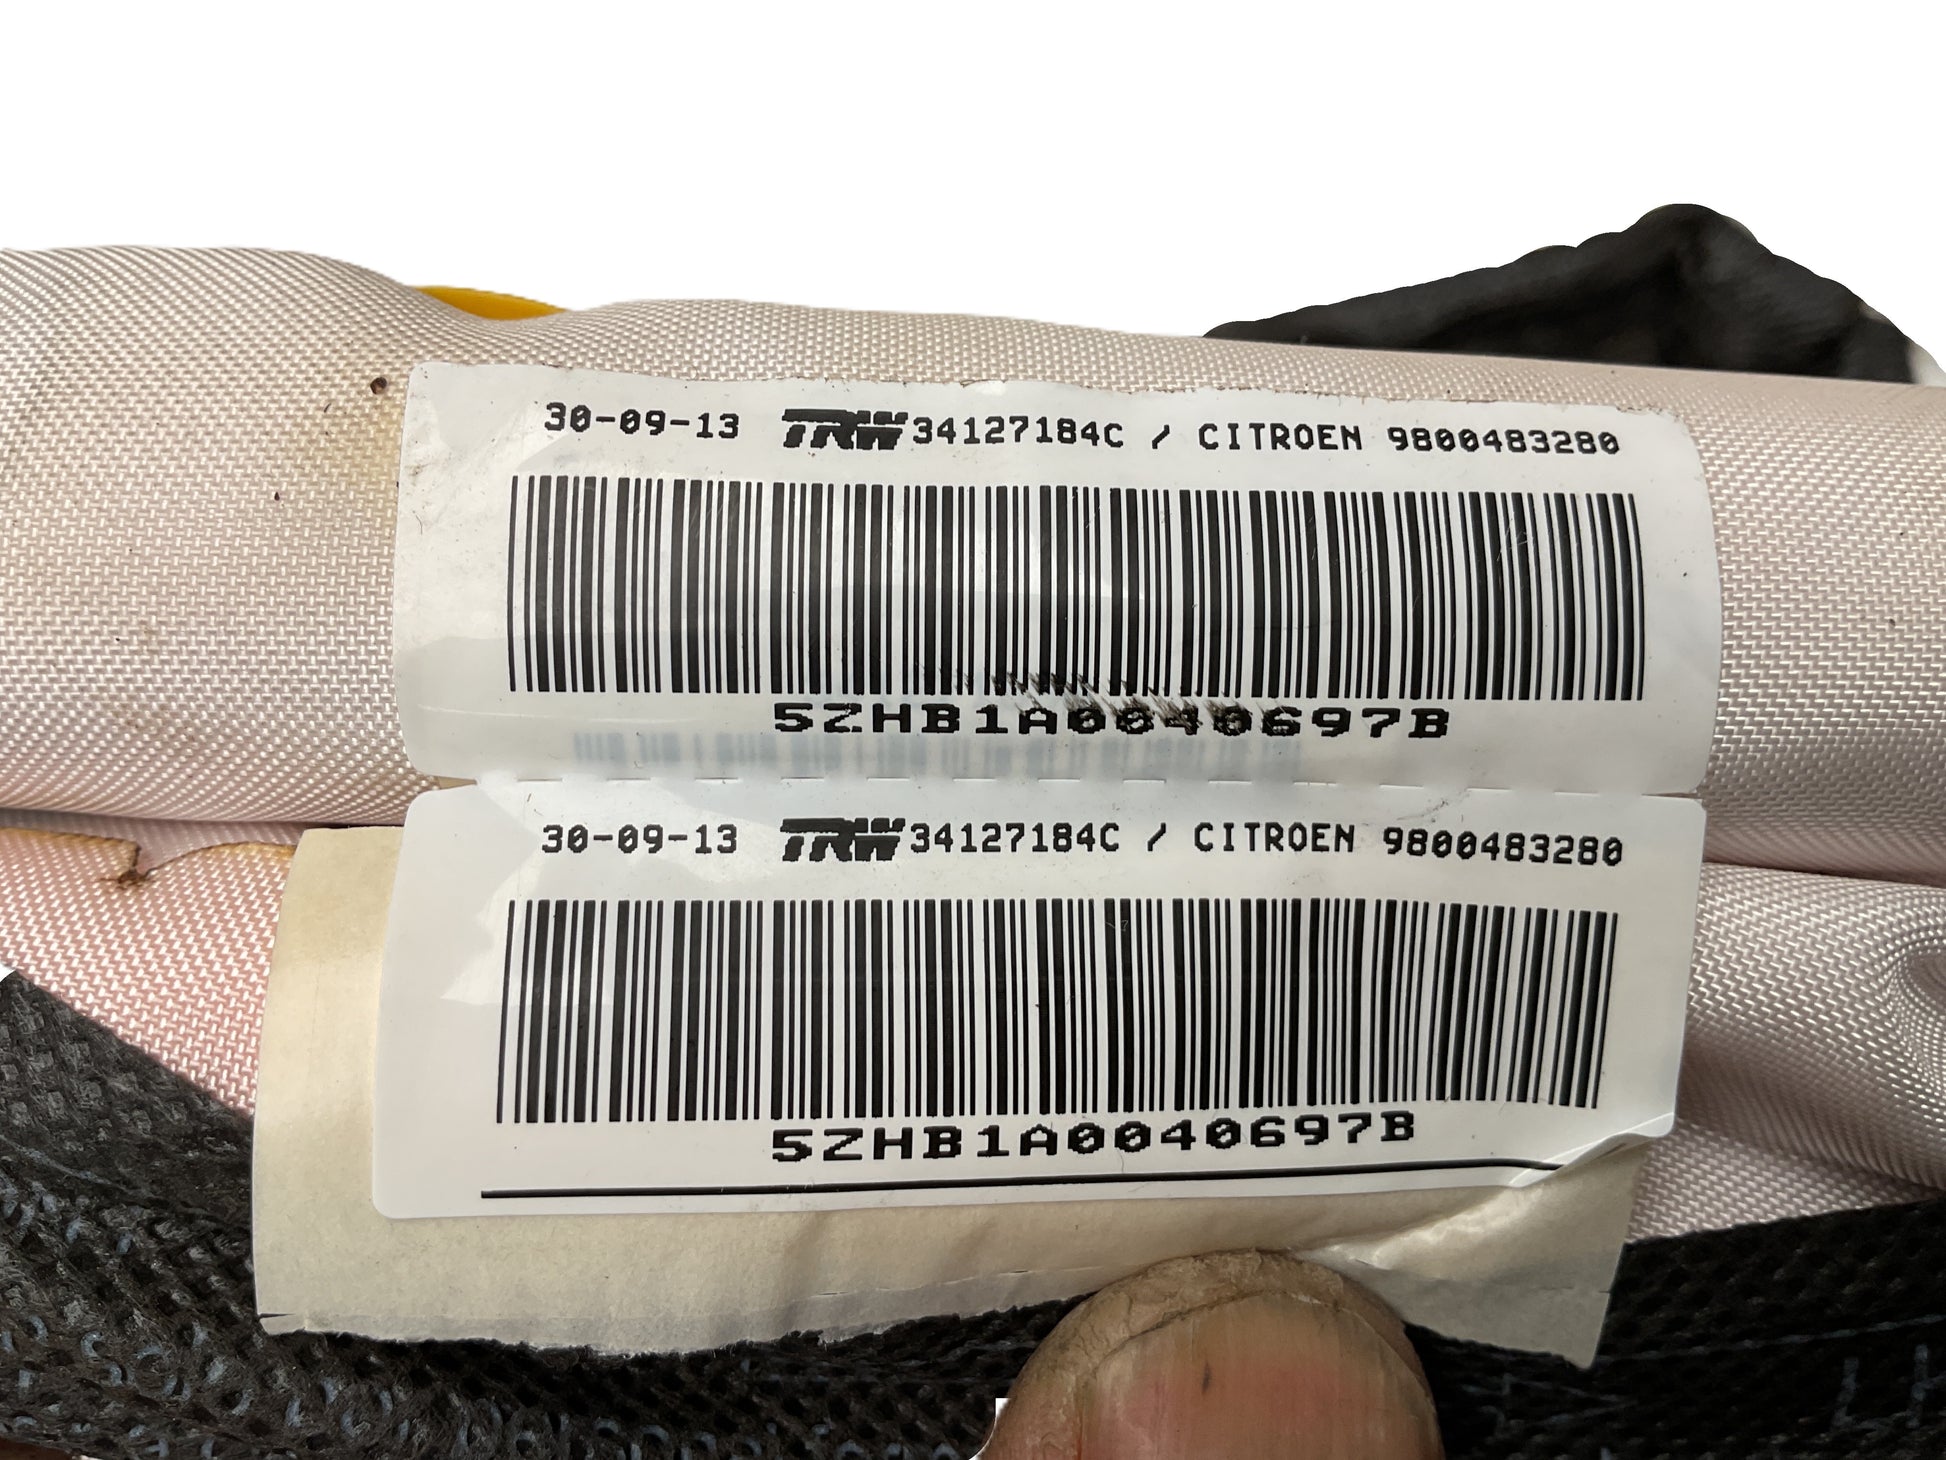 30-09-13 TRW 34127184C / CITROEN 9800483280
5ZHB1A0040697B
30-09-13 TRW 34127184C / CITROEN 9800483280
5ZHB1A0040697B